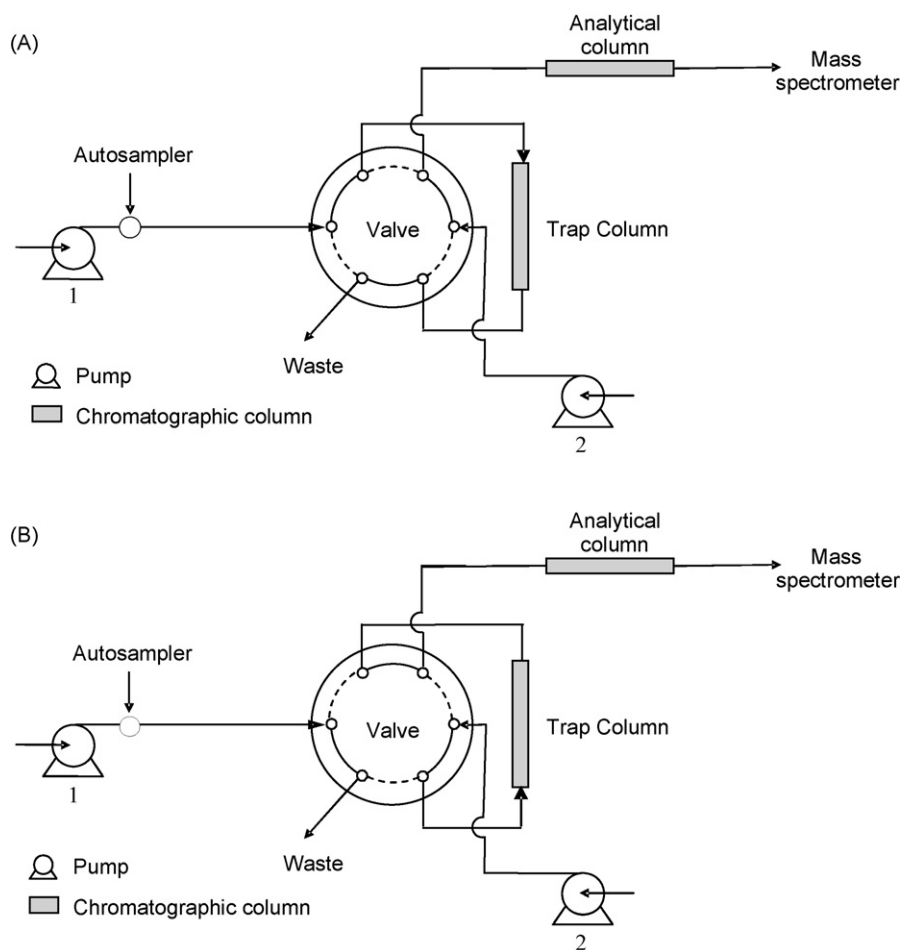 (A)
Analytical
column
Mass
spectrometer
Autosampler
Valve
Trap Column
1
Waste
Pump
Chromatographic column
2
(B)
Analytical
column
Mass
spectrometer
Autosampler
Valve
Trap Column
1
Waste
Pump
Chromatographic column
2